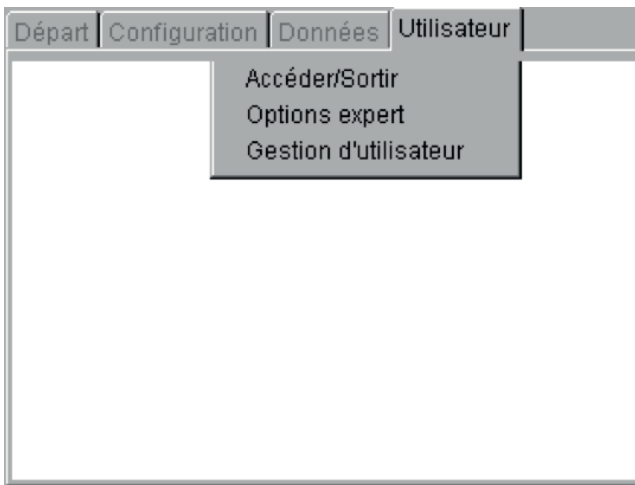 Départ Configuration Données Utilisateur
Accéder/Sortir
Options expert
Gestion d'utilisateur